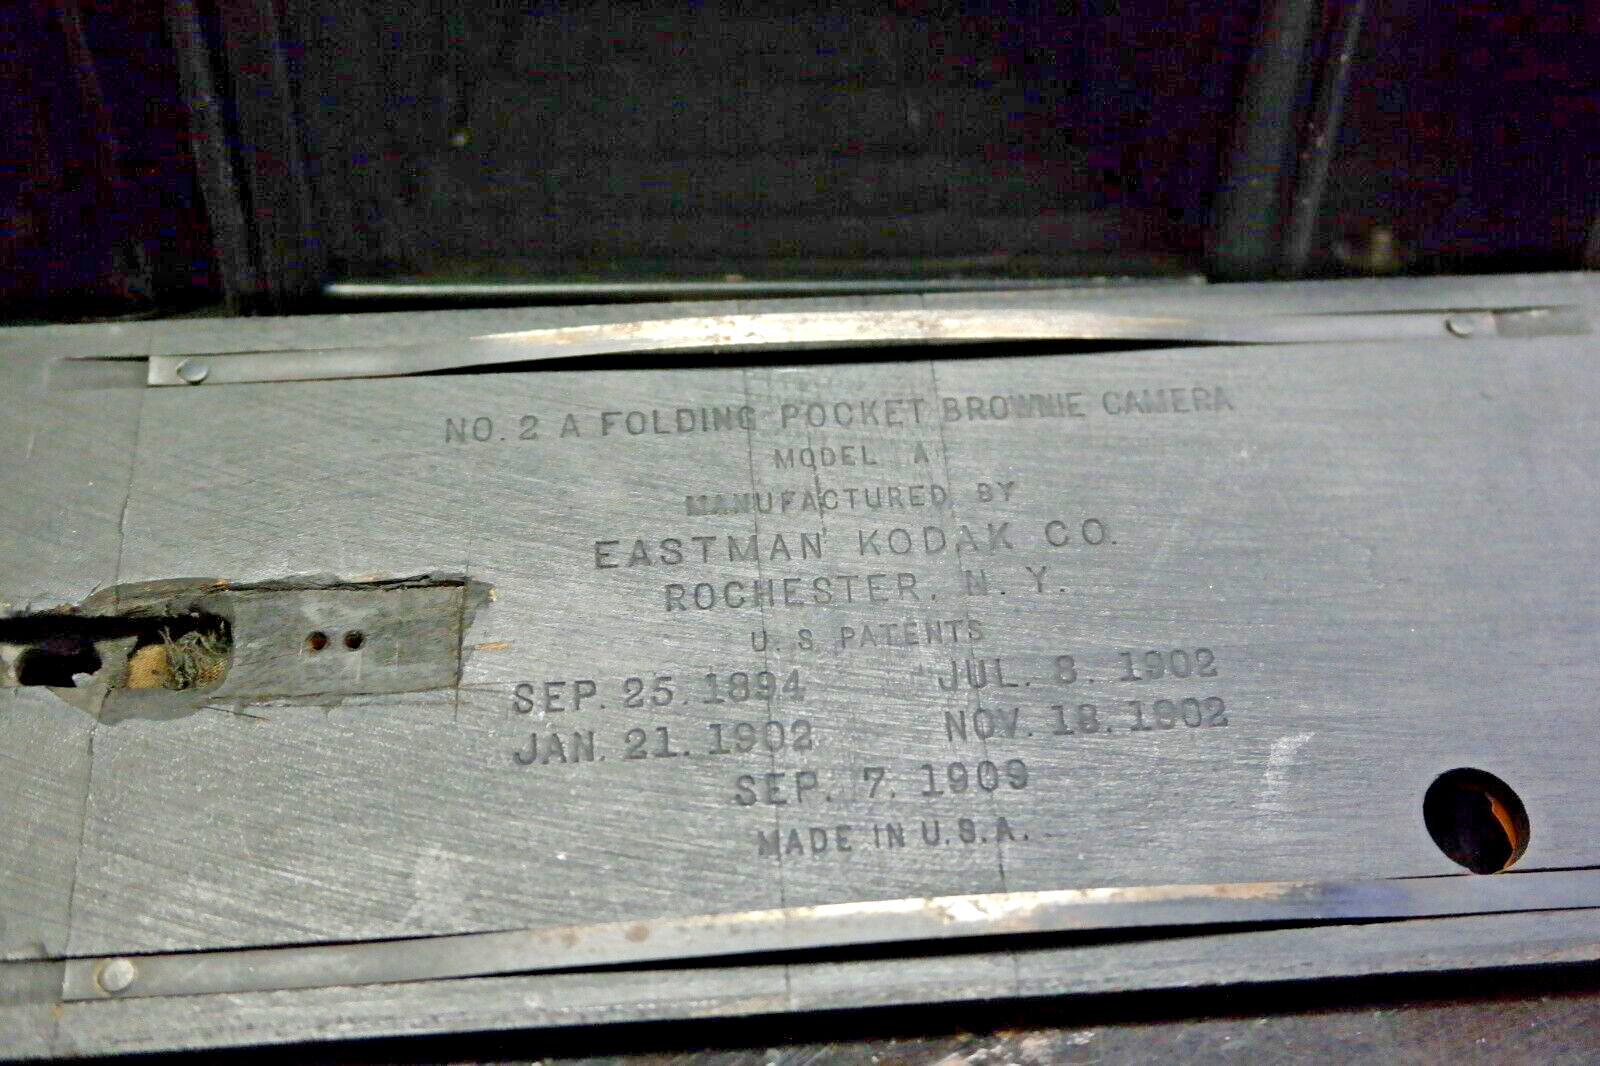 NO. 2 A FOLDING POCKET BROWNIE CAMERA
MODEL A
MANUFACTURED BY
EASTMAN KODAK CO.
ROCHESTER, N. Y.
U. S. PATENTS
SEP. 25. 1894 JUL. 8. 1902
JAN. 21. 1902 NOV. 18. 1902
SEP. 7. 1909
MADE IN U.S.A.